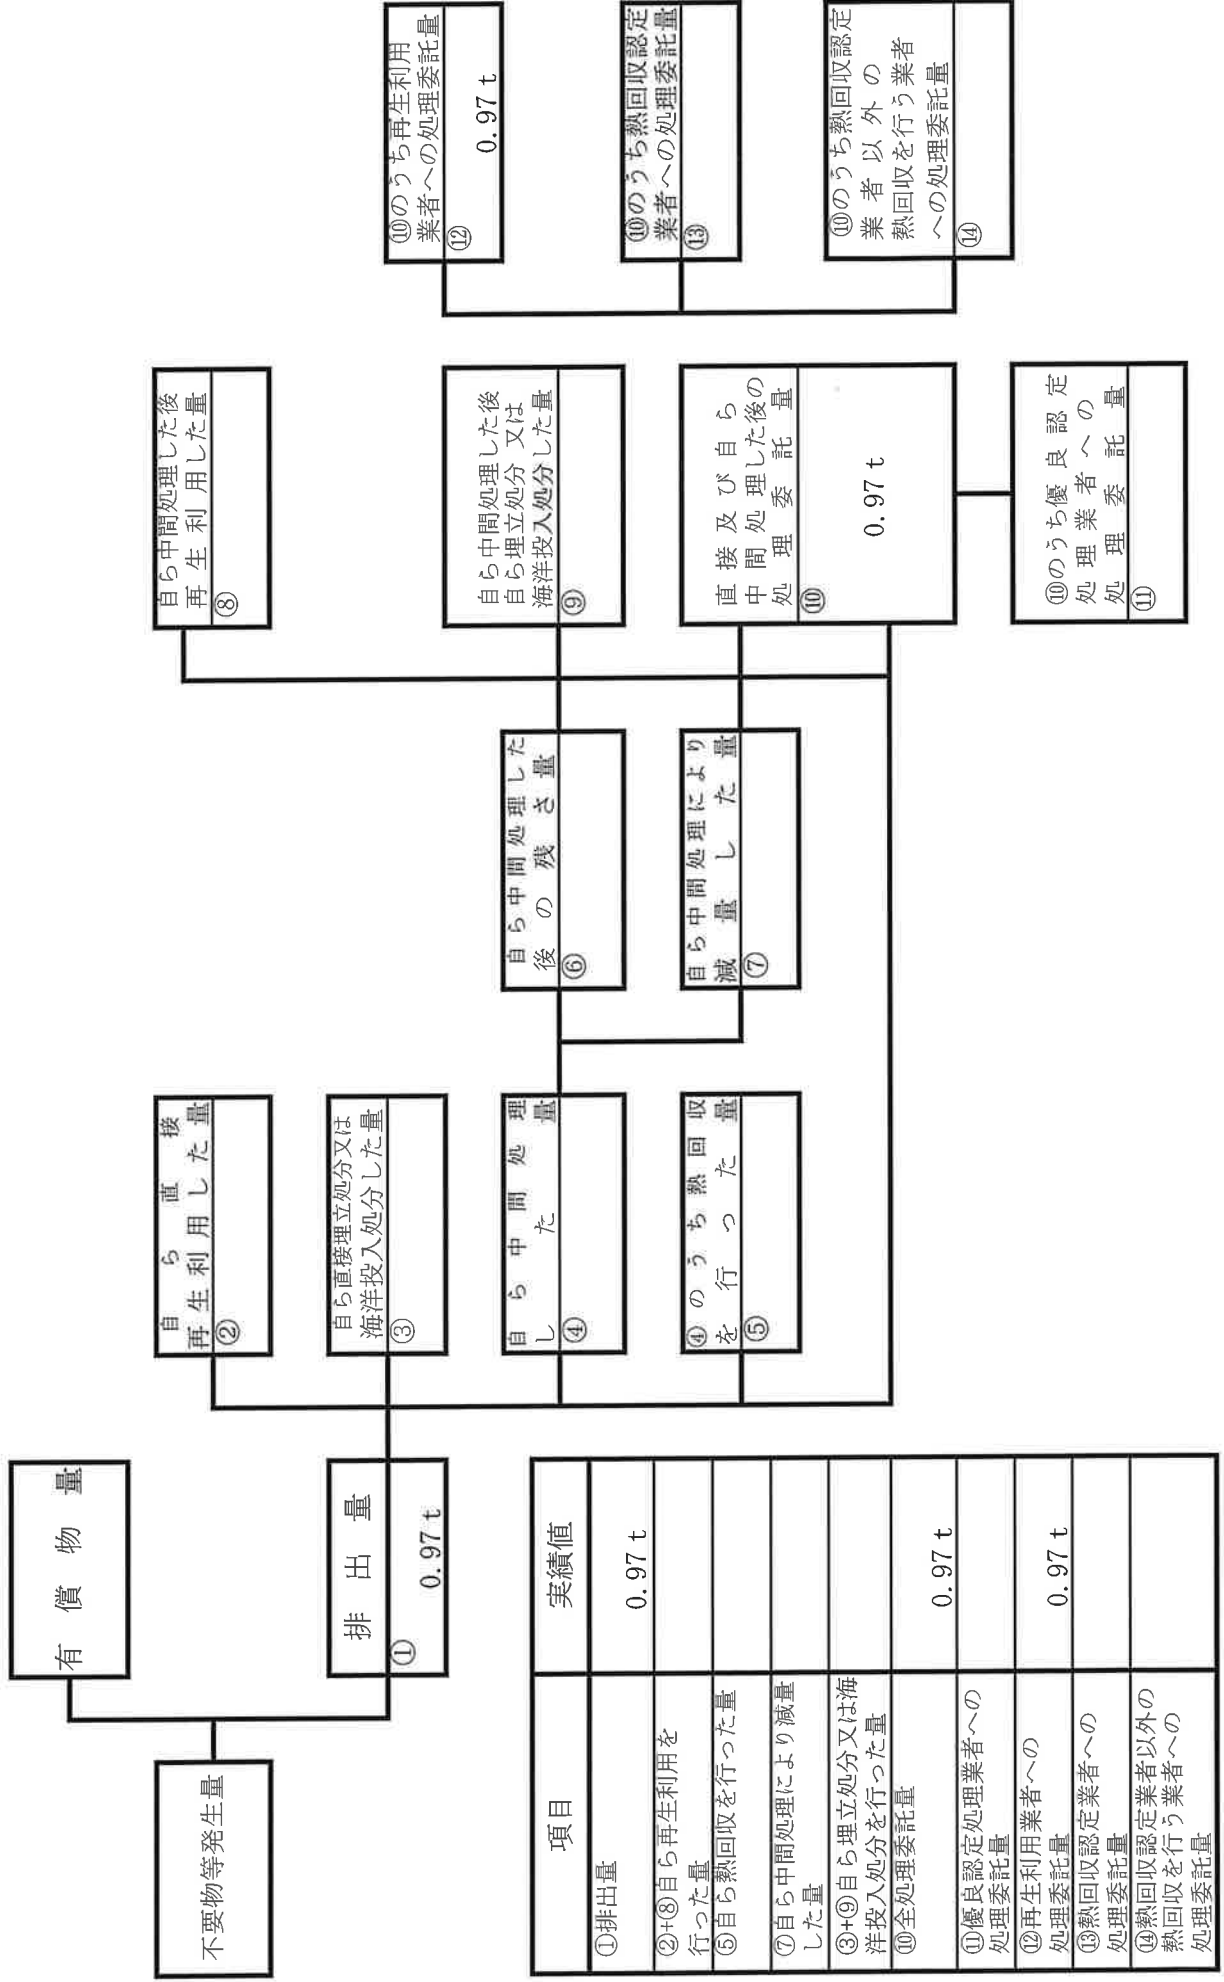 有償物量
不要物等発生量
排出量
①
0.97 t
自ら直接
再生利用した量
②
自ら直接埋立処分又は
海洋投入処分した量
③
自ら中間処理
した量
④
④のうち熱回収
を行った量
⑤
自ら中間処理した
後の残さ量
⑥
自ら中間処理により
減量した量
⑦
自ら中間処理した後
再生利用した量
⑧
自ら中間処理した後
自ら埋立処分又は
海洋投入処分した量
⑨
直接及び自ら
中間処理した後の
処理委託量
⑩
0.97 t
⑩のうち優良認定
処理業者への
処理委託量
⑪
⑩のうち再生利用
業者への処理委託量
⑫
0.97 t
⑩のうち熱回収認定
業者への処理委託量
⑬
⑩のうち熱回収認定
業者以外の
熱回収を行う業者
への処理委託量
⑭
項目
実績値
①排出量
0.97 t
②+⑧自ら再生利用を
行った量
⑤自ら熱回収を行った量
⑦自ら中間処理により減量
した量
③+⑨自ら埋立処分又は海
洋投入処分を行った量
⑩全処理委託量
0.97 t
⑪優良認定処理業者への
処理委託量
⑫再生利用業者への
処理委託量
0.97 t
⑬熱回収認定業者への
処理委託量
⑭熱回収認定業者以外の
熱回収を行う業者への
処理委託量